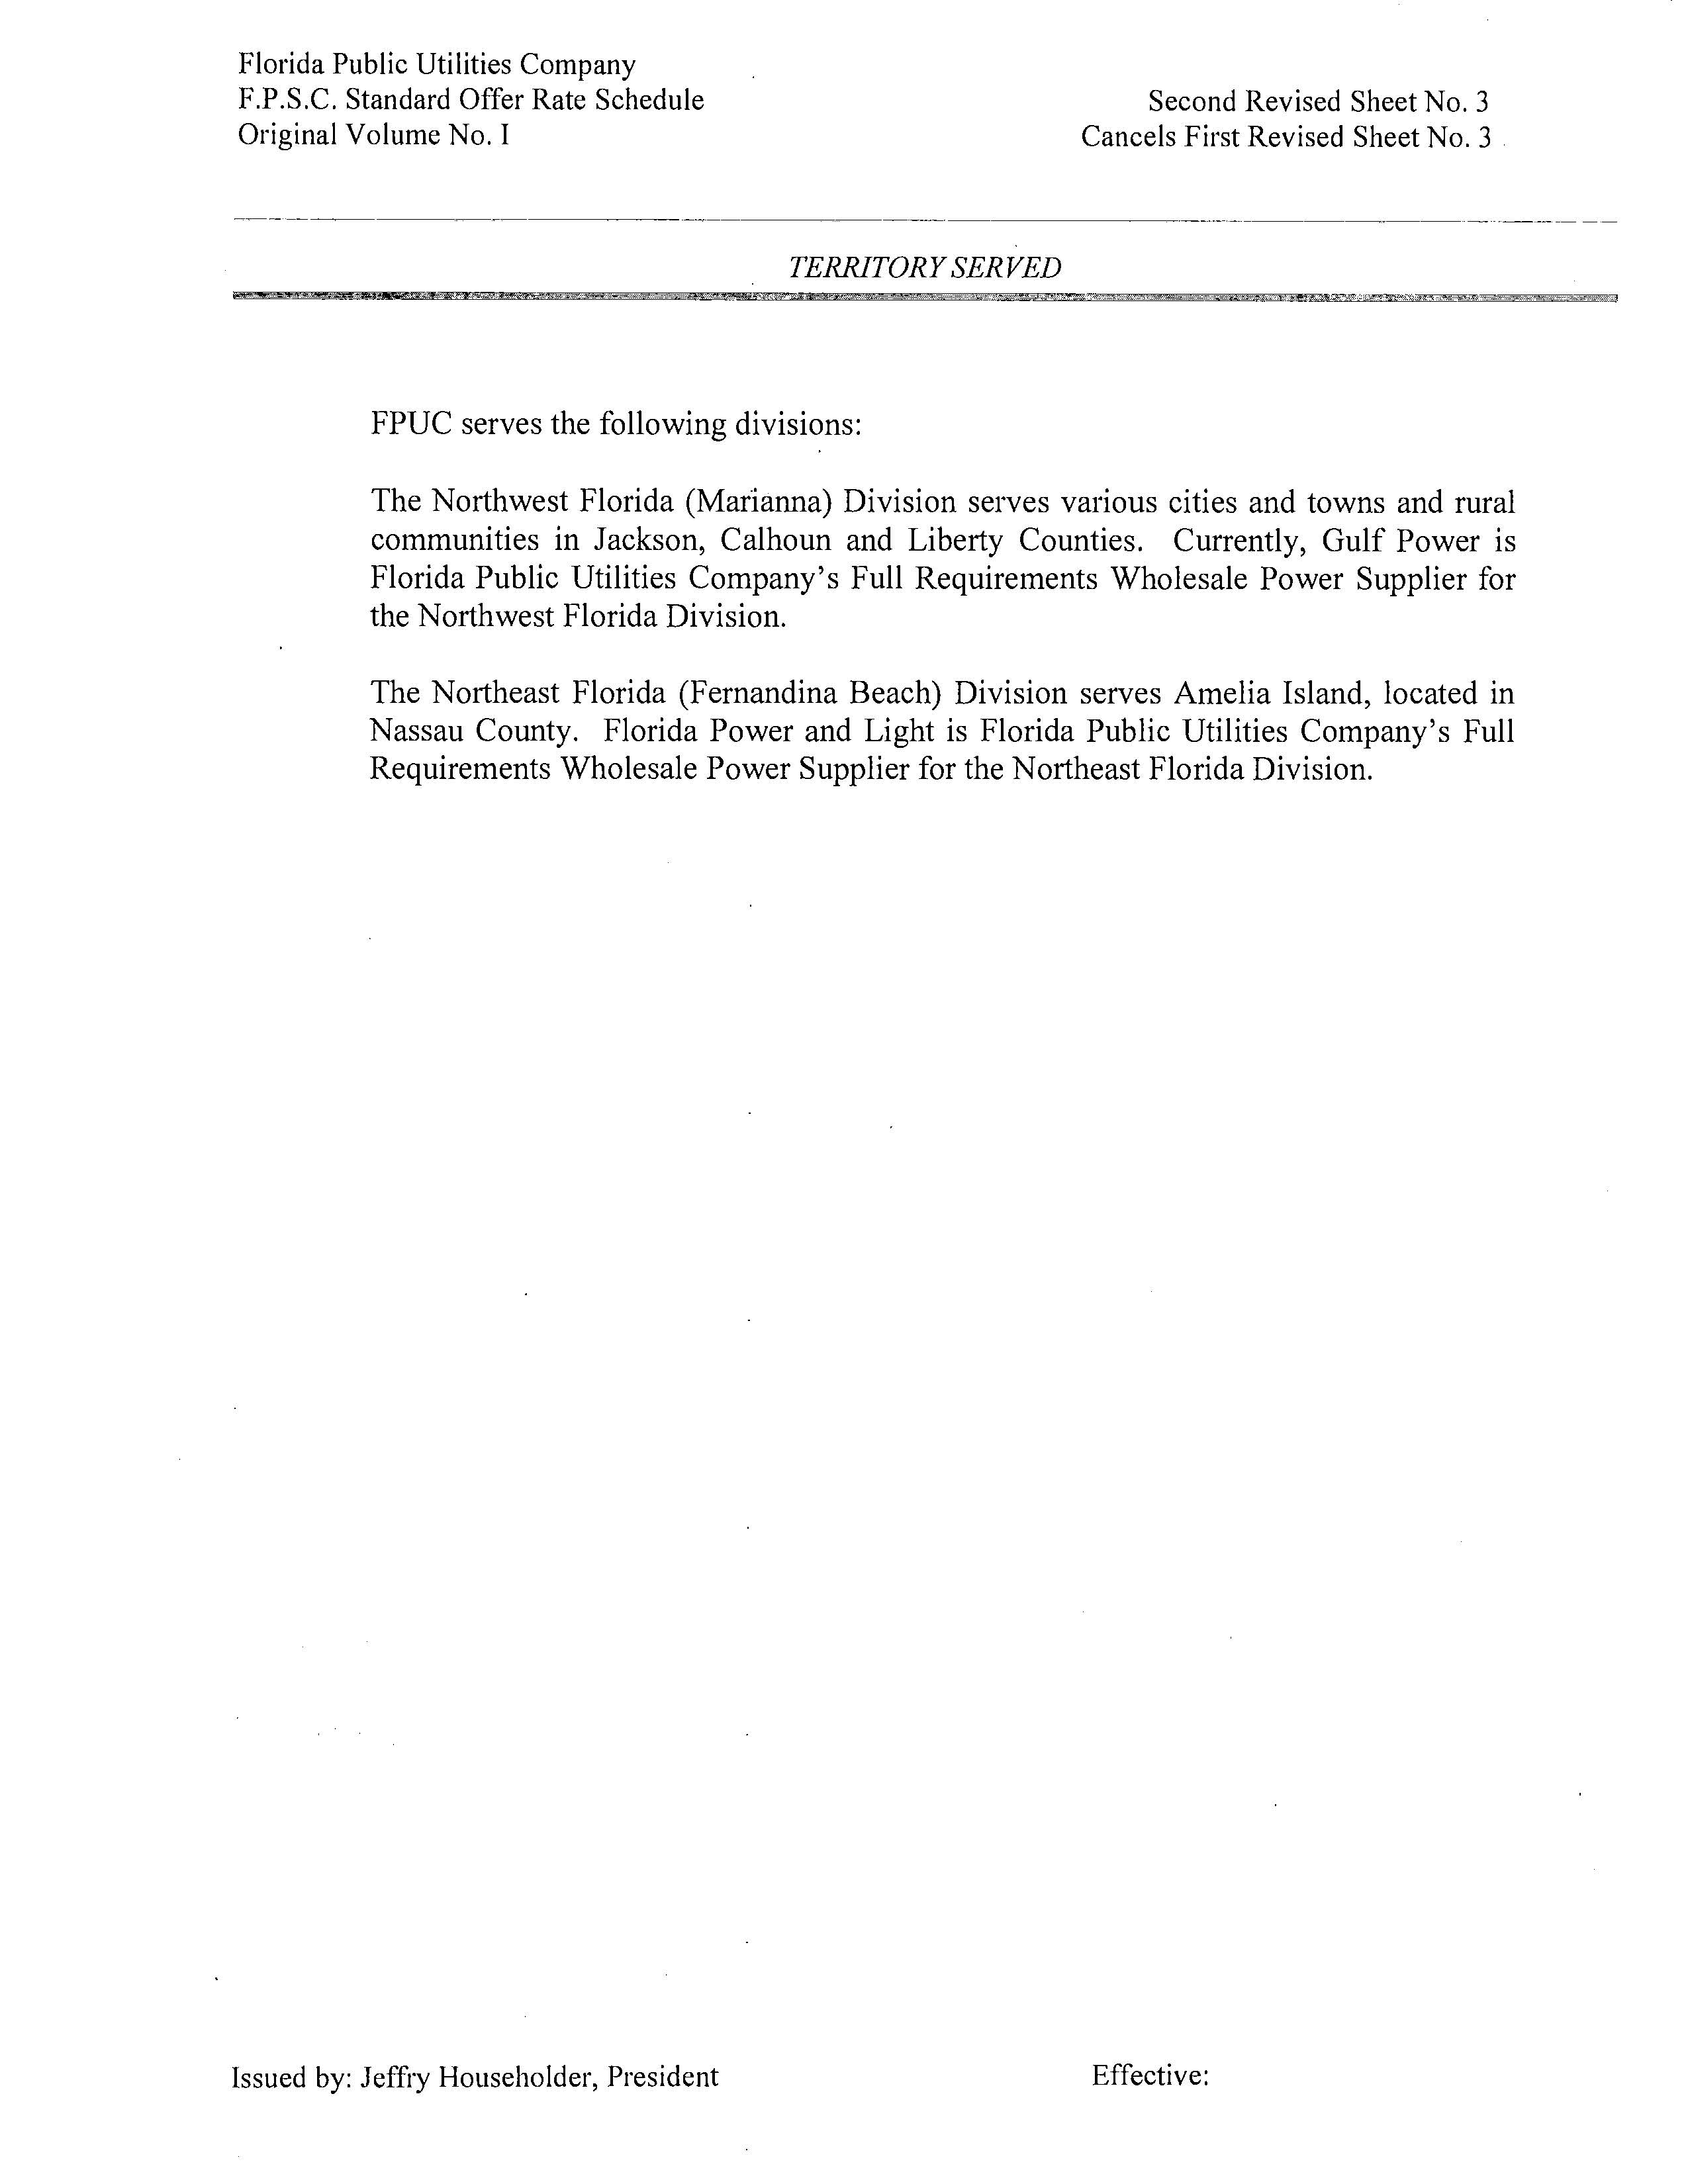 Florida Public Utilities Company
F.P.S.C. Standard Offer Rate Schedule
Original Volume No. I
Second Revised Sheet No. 3
Cancels First Revised Sheet No. 3
TERRITORY SERVED
FPUC serves the following divisions:
The Northwest Florida (Marianna) Division serves various cities and towns and rural
communities in Jackson, Calhoun and Liberty Counties. Currently, Gulf Power is
Florida Public Utilities Company's Full Requirements Wholesale Power Supplier for
the Northwest Florida Division.
The Northeast Florida (Fernandina Beach) Division serves Amelia Island, located in
Nassau County. Florida Power and Light is Florida Public Utilities Company's Full
Requirements Wholesale Power Supplier for the Northeast Florida Division.
Issued by: Jeffry Householder, President
Effective: